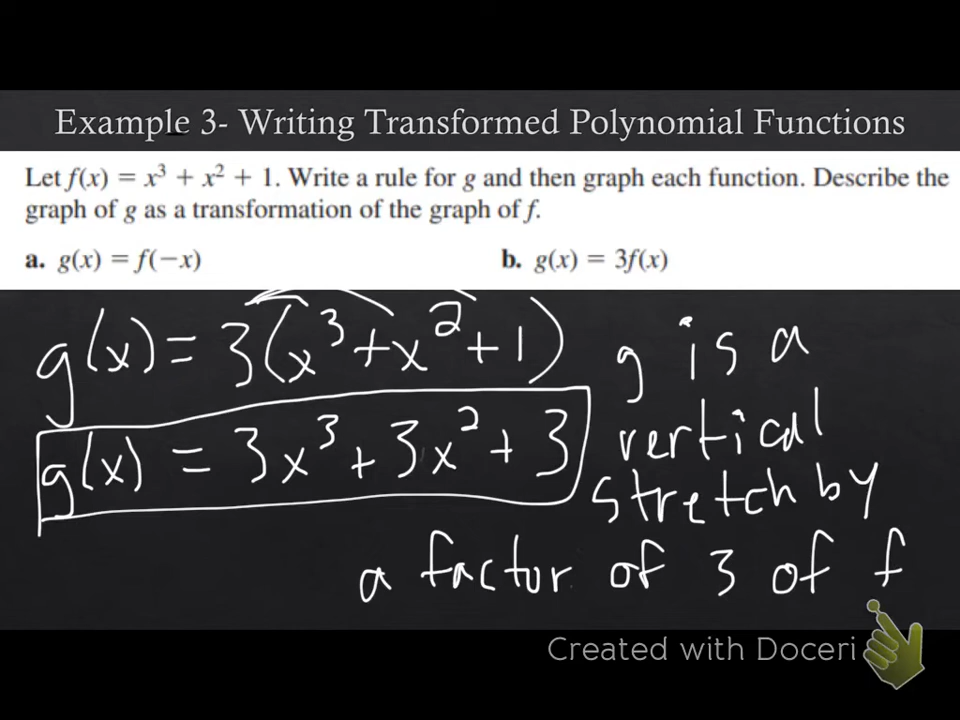 Example 3- Writing Transformed Polynomial Functions
Let f(x) = x³ + x² + 1. Write a rule for g and then graph each function. Describe the
graph of g as a transformation of the graph of f.
a. g(x) = f(−x)
b. g(x) = 3f(x)
g(x) = 3(x³ + x² + 1)
g(x) = 3x³ + 3x² + 3
g is a
vertical
stretch by
a factor of 3 of f
Created with Doceri